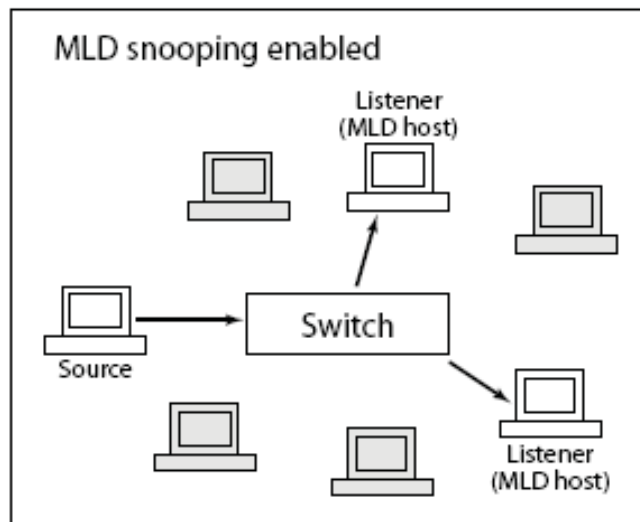 MLD snooping enabled
Listener
(MLD host)
Switch
Source
Listener
(MLD host)